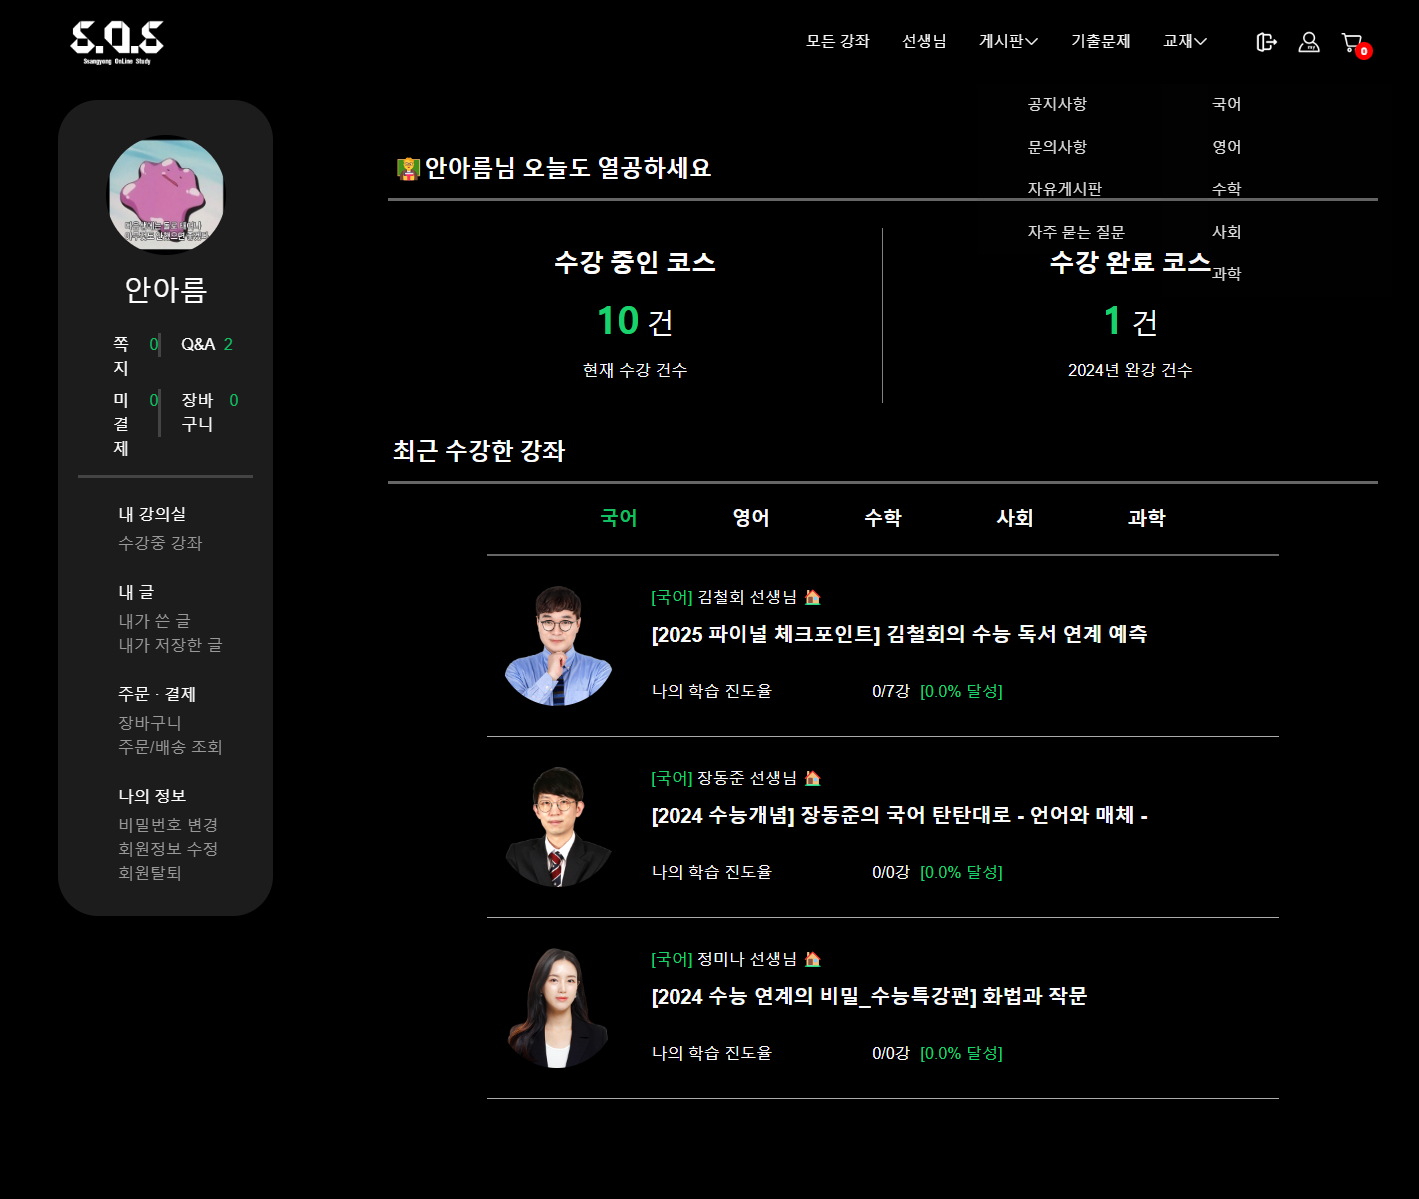 S.O.S
Ssangyong OnLine Study
모든 강좌 선생님 게시판 기출문제 교재
my
0
공지사항 국어
문의사항 영어
자유게시판 수학
자주 묻는 질문 사회
과학
안아름
쪽지 0 Q&A 2
미결제 0 장바구니 0
내 강의실
수강중 강좌
내 글
내가 쓴 글
내가 저장한 글
주문 · 결제
장바구니
주문/배송 조회
나의 정보
비밀번호 변경
회원정보 수정
회원탈퇴
안아름님 오늘도 열공하세요
수강 중인 코스
10 건
현재 수강 건수
수강 완료 코스
1 건
2024년 완강 건수
최근 수강한 강좌
국어 영어 수학 사회 과학
[국어] 김철회 선생님
[2025 파이널 체크포인트] 김철회의 수능 독서 연계 예측
나의 학습 진도율 0/7강 [0.0% 달성]
[국어] 장동준 선생님
[2024 수능개념] 장동준의 국어 탄탄대로 - 언어와 매체 -
나의 학습 진도율 0/0강 [0.0% 달성]
[국어] 정미나 선생님
[2024 수능 연계의 비밀_수능특강편] 화법과 작문
나의 학습 진도율 0/0강 [0.0% 달성]